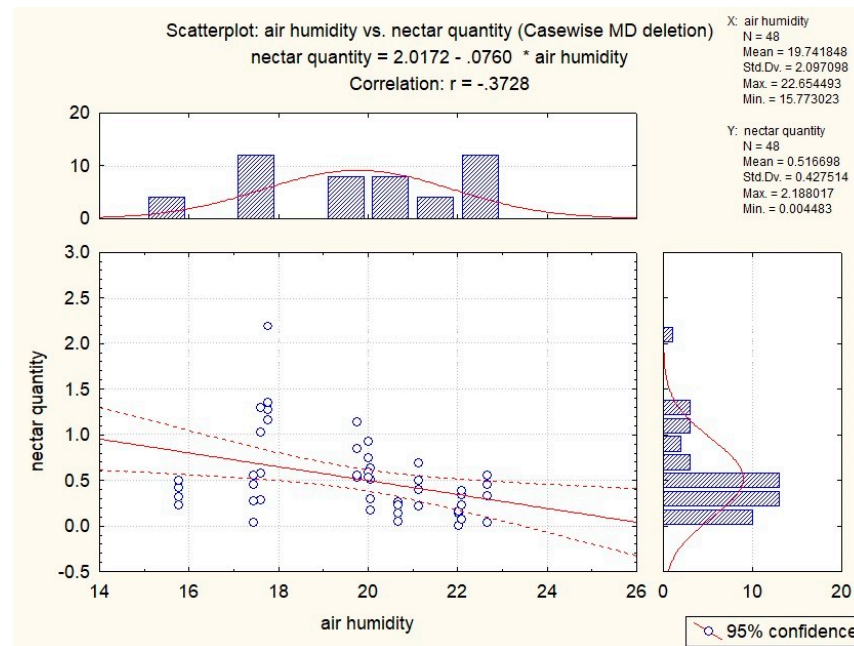 Scatterplot: air humidity vs. nectar quantity (Casewise MD deletion)
nectar quantity = 2.0172 - .0760 * air humidity
Correlation: r = -.3728
X: air humidity
N = 48
Mean = 19.741848
Std.Dv. = 2.097098
Max. = 22.654493
Min. = 15.773023
Y: nectar quantity
N = 48
Mean = 0.516698
Std.Dv. = 0.427514
Max. = 2.188017
Min. = 0.004483
20
10
0
3.0
2.5
2.0
1.5
1.0
0.5
0.0
-0.5
nectar quantity
14 16 18 20 22 24 26
air humidity
0 10 20
95% confidence